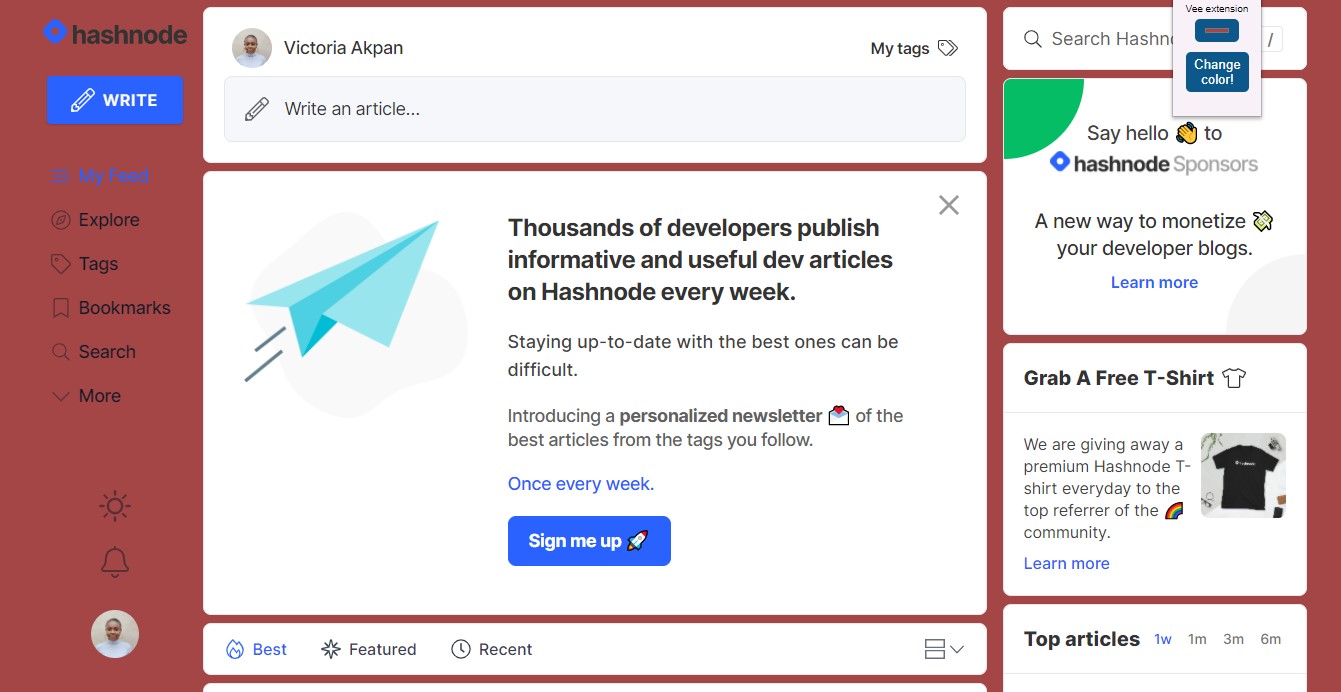 hashnode
WRITE
My Feed
Explore
Tags
Bookmarks
Search
More
Victoria Akpan
My tags
Write an article...
Thousands of developers publish
informative and useful dev articles
on Hashnode every week.
Staying up-to-date with the best ones can be
difficult.
Introducing a personalized newsletter 💌 of the
best articles from the tags you follow.
Once every week.
Sign me up 🚀
Best
Featured
Recent
Search Hashno
/
Vee extension
Change
color!
Say hello 👋 to
hashnode Sponsors
A new way to monetize 💸
your developer blogs.
Learn more
Grab A Free T-Shirt
We are giving away a
premium Hashnode T-
shirt everyday to the
top referrer of the 🌈
community.
Learn more
hashnode
Top articles 1w 1m 3m 6m